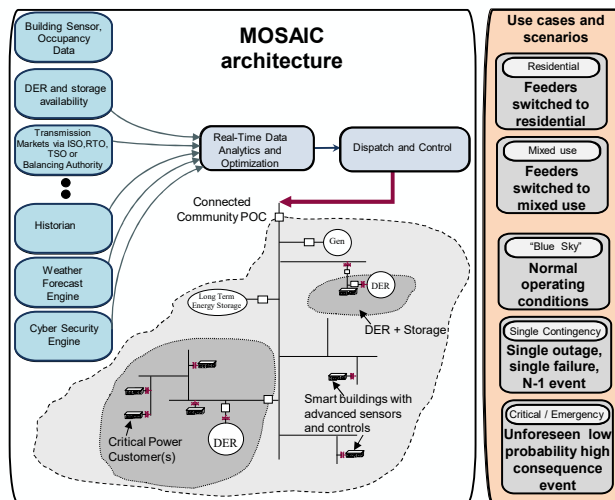 MOSAIC
architecture
Building Sensor,
Occupancy
Data
DER and storage
availability
Transmission
Markets via ISO,RTO,
TSO or
Balancing Authority
Historian
Weather
Forecast
Engine
Cyber Security
Engine
Real-Time Data
Analytics and
Optimization
Dispatch and Control
Connected
Community POC
Gen
Long Term
Energy Storage
DER
DER + Storage
Smart buildings with
advanced sensors
and controls
DER
Critical Power
Customer(s)
Use cases and
scenarios
Residential
Feeders
switched to
residential
Mixed use
Feeders
switched to
mixed use
“Blue Sky”
Normal
operating
conditions
Single Contingency
Single outage,
single failure,
N-1 event
Critical / Emergency
Unforeseen low
probability high
consequence
event